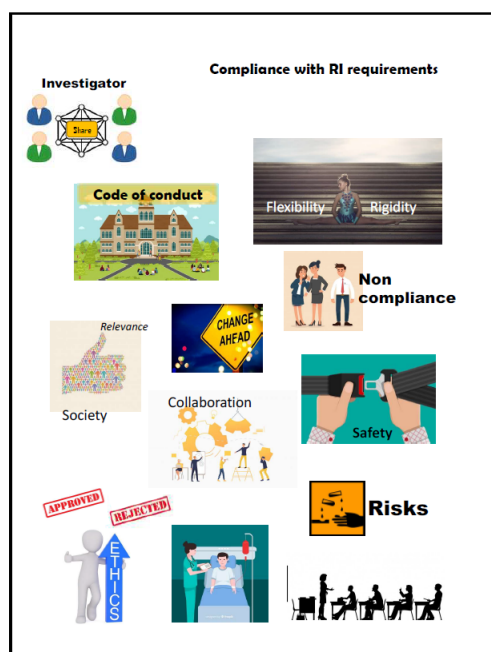 Compliance with RI requirements
Investigator
Share
Code of conduct
Flexibility
Rigidity
Non
compliance
CHANGE
AHEAD
Relevance
Society
Collaboration
Safety
APPROVED
REJECTED
Risks
ETHICS